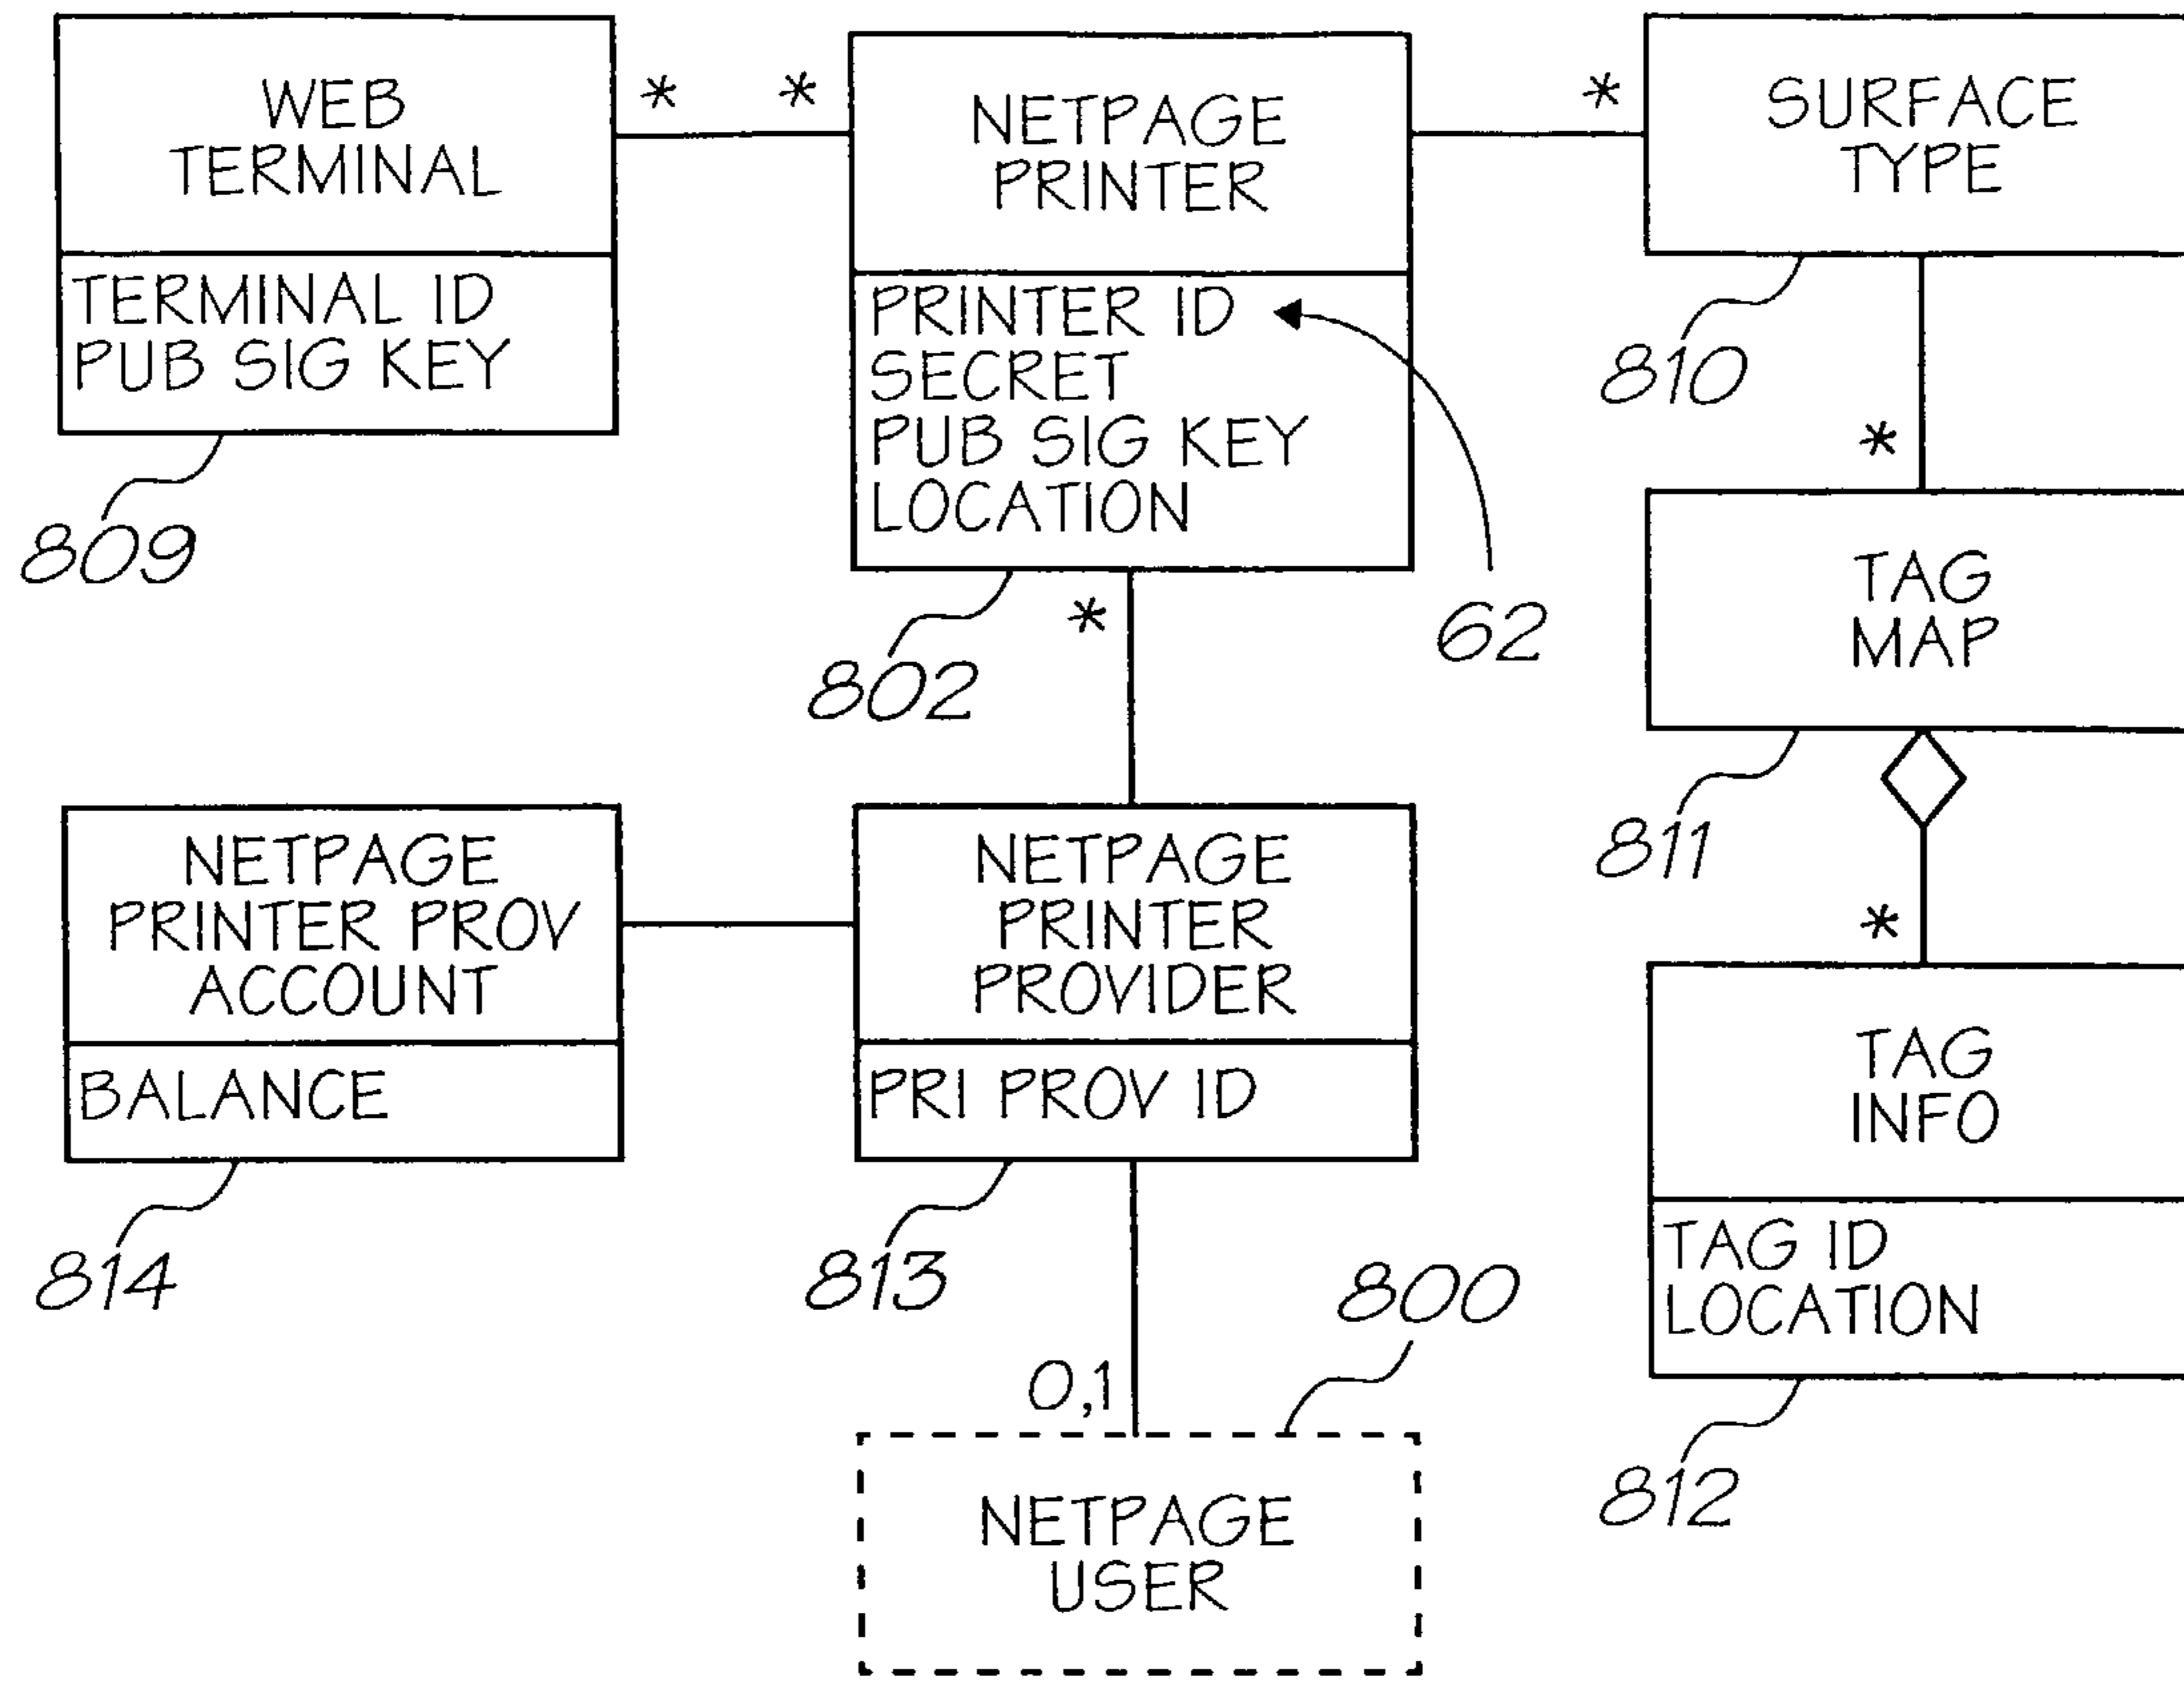 WEB
TERMINAL
TERMINAL ID
PUB SIG KEY
809
*
*
NETPAGE
PRINTER
PRINTER ID
SECRET
PUB SIG KEY
LOCATION
62
802
*
*
SURFACE
TYPE
810
*
TAG
MAP
811
*
NETPAGE
PRINTER PROV
ACCOUNT
BALANCE
814
NETPAGE
PRINTER
PROVIDER
PRI PROV ID
813
800
0,1
NETPAGE
USER
TAG
INFO
TAG ID
LOCATION
812